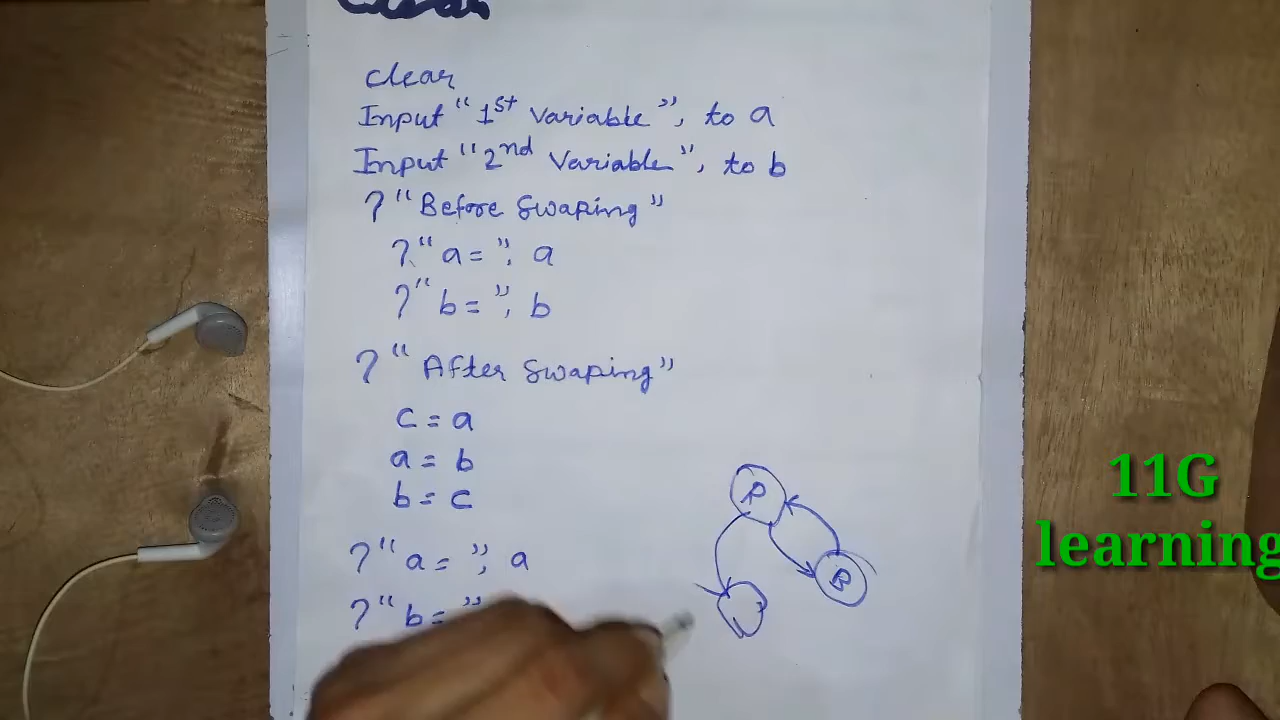 clear
Input "1st Variable", to a
Input "2nd Variable", to b
? "Before Swaping"
? "a = ", a
? "b = ", b
? "After Swaping"
c = a
a = b
b = c
? "a = ", a
? "b = "
P
B
11G
learning